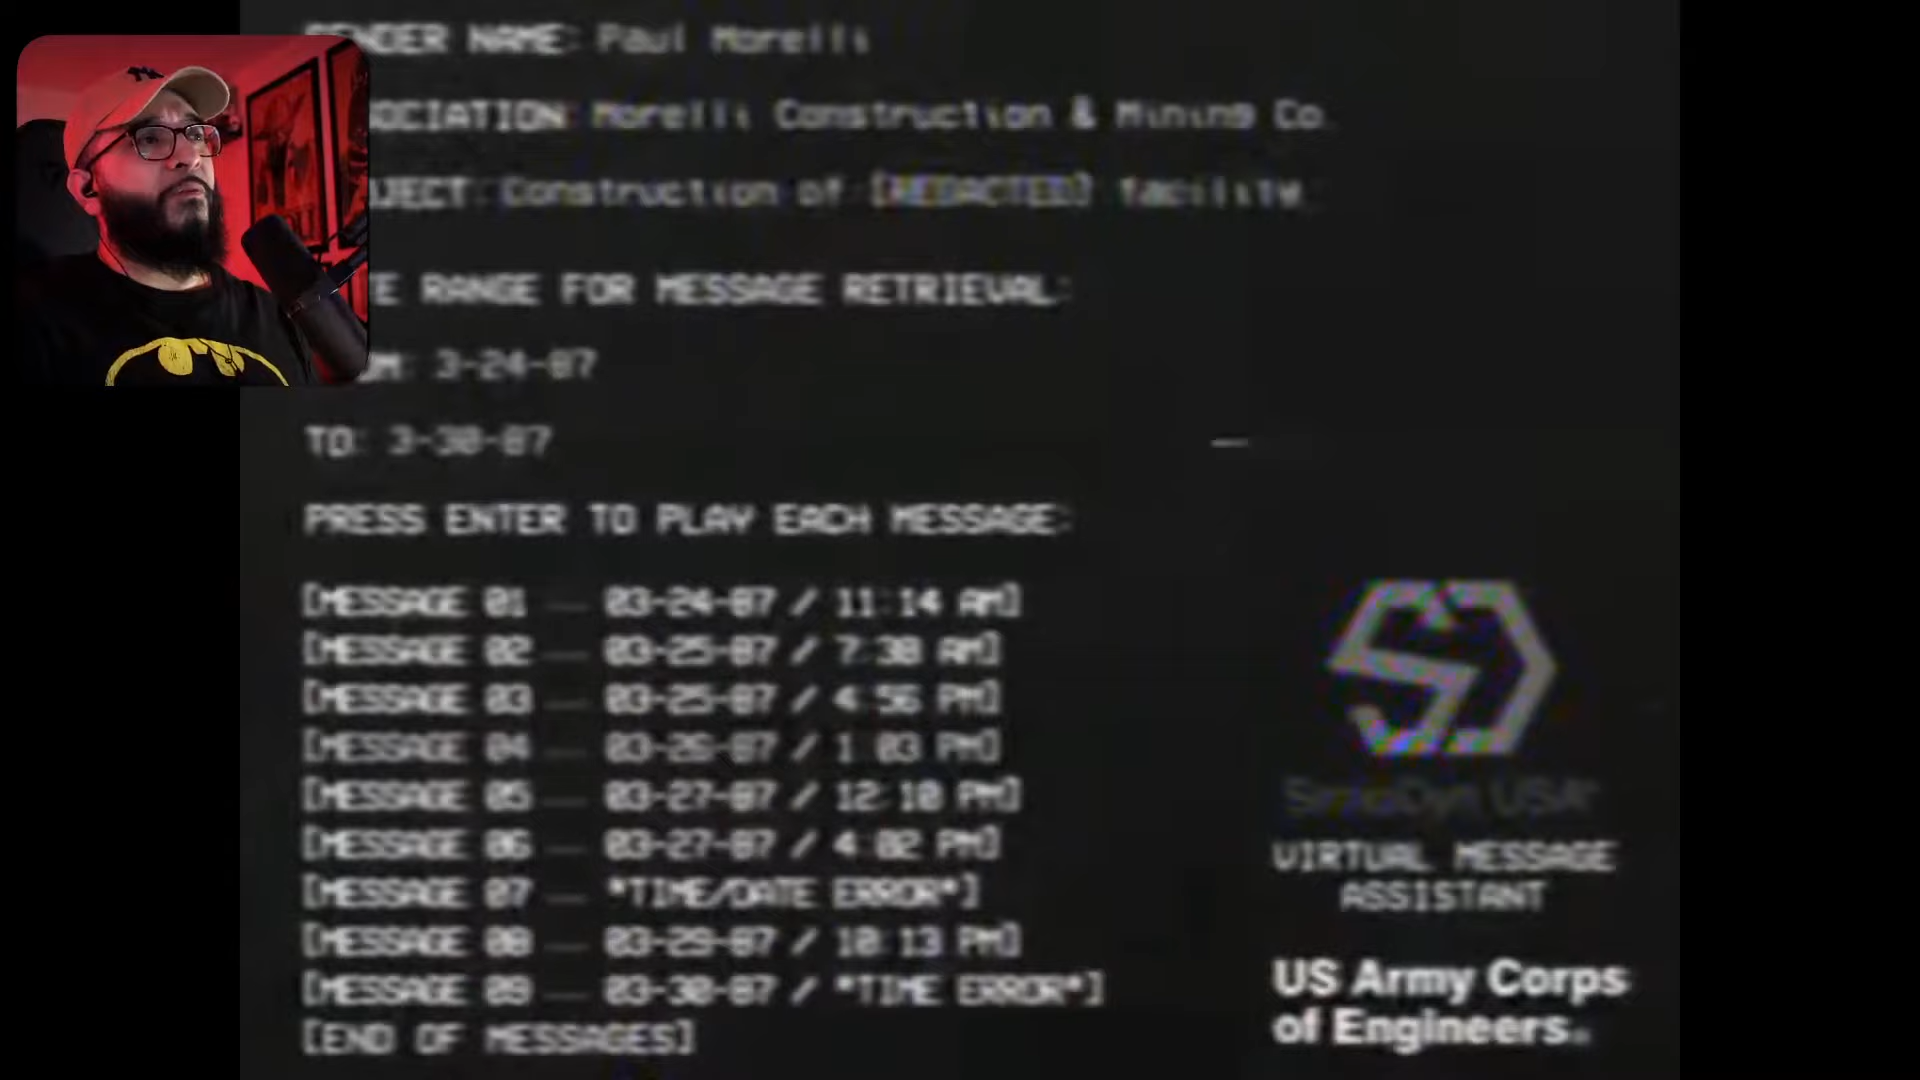 SENDER NAME: Paul Morelli
OCIATION: Morelli Construction & Mining Co.
JECT: Construction of [REDACTED] facility.
E RANGE FOR MESSAGE RETRIEVAL:
OM: 3-24-87
TO: 3-30-87
PRESS ENTER TO PLAY EACH MESSAGE:
[MESSAGE 01 — 03-24-87 / 11:14 AM]
[MESSAGE 02 — 03-25-87 / 7:30 AM]
[MESSAGE 03 — 03-25-87 / 4:56 PM]
[MESSAGE 04 — 03-26-87 / 1:03 PM]
[MESSAGE 05 — 03-27-87 / 12:10 PM]
[MESSAGE 06 — 03-27-87 / 4:02 PM]
[MESSAGE 07 — *TIME/DATE ERROR*]
[MESSAGE 08 — 03-29-87 / 10:13 PM]
[MESSAGE 09 — 03-30-87 / *TIME ERROR*]
[END OF MESSAGES]
USA
VIRTUAL MESSAGE
ASSISTANT
US Army Corps
of Engineers